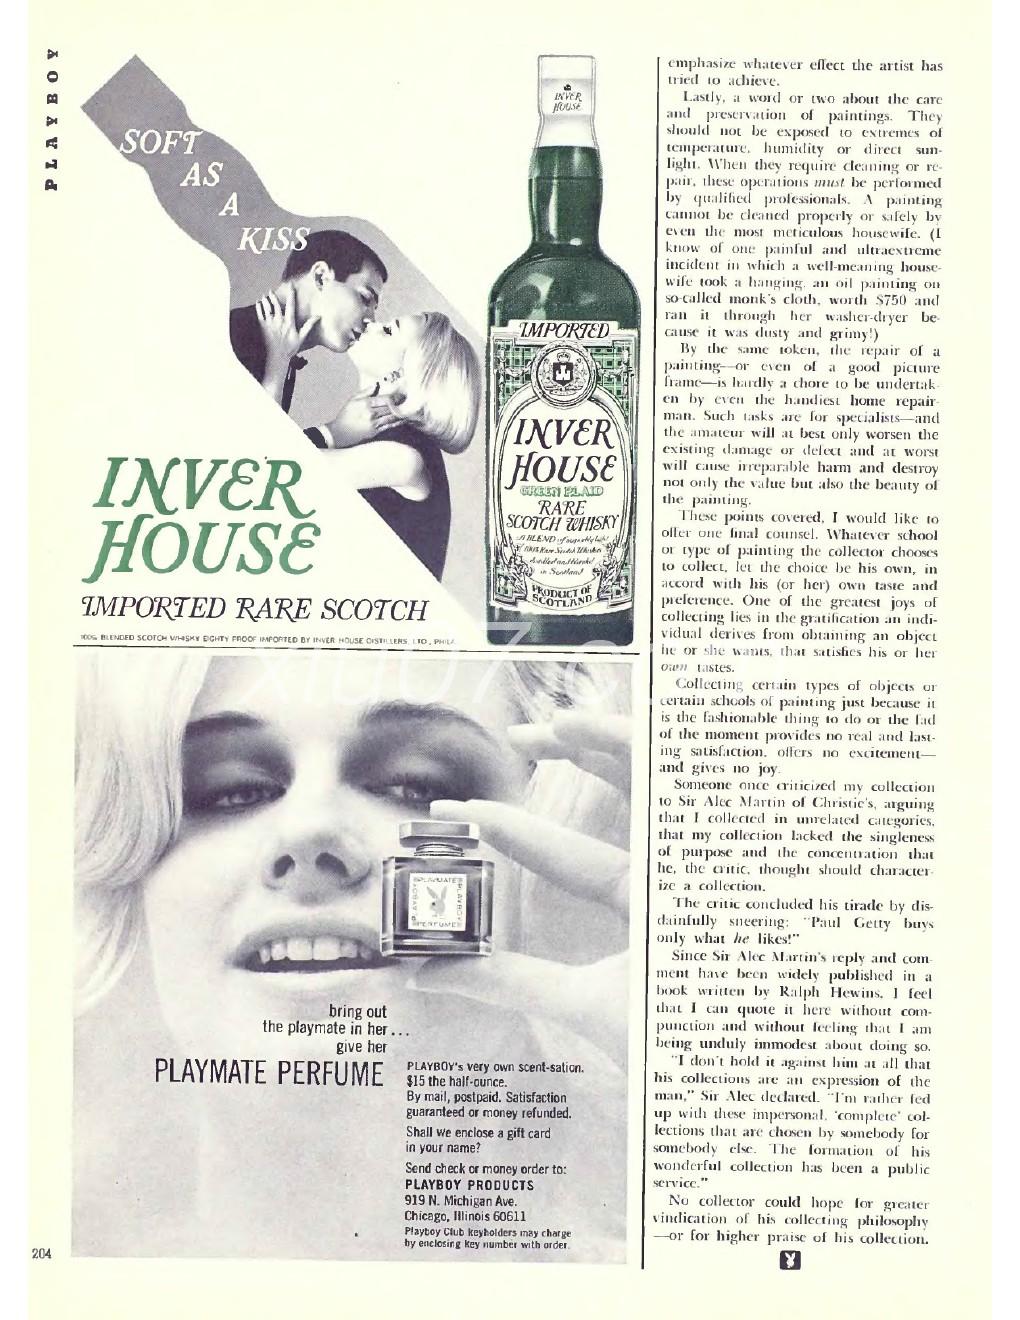 PLAYBOY
SOFT
AS
A
KISS
INVER
HOUSE
IMPORTED RARE SCOTCH
100% BLENDED SCOTCH WHISKY EIGHTY PROOF IMPORTED BY INVER HOUSE DISTILLERS, LTD., PHILA.
INVER
HOUSE
IMPORTED
INVER
HOUSE
GREEN PLAID
RARE
SCOTCH WHISKY
A BLEND
100% Rare Scotch Whiskies
in Scotland
PRODUCT OF
SCOTLAND
PLAYMATE
PLAYBOY
PLAYBOY
PERFUME
bring out
the playmate in her...
give her
PLAYMATE PERFUME
PLAYBOY's very own scent-sation.
$15 the half-ounce.
By mail, postpaid. Satisfaction
guaranteed or money refunded.
Shall we enclose a gift card
in your name?
Send check or money order to:
PLAYBOY PRODUCTS
919 N. Michigan Ave.
Chicago, Illinois 60611
Playboy Club keyholders may charge
by enclosing key number with order.
204
emphasize whatever effect the artist has
tried to achieve.
Lastly, a word or two about the care
and preservation of paintings. They
should not be exposed to extremes of
temperature, humidity or direct sun-
light. When they require cleaning or re-
pair, these operations must be performed
by qualified professionals. A painting
cannot be cleaned properly or safely by
even the most meticulous housewife. (I
know of one painful and ultraextreme
incident in which a well-meaning house-
wife took a hanging, an oil painting on
so-called monk's cloth, worth $750 and
ran it through her washer-dryer be-
cause it was dusty and grimy!)
By the same token, the repair of a
painting—or even of a good picture
frame—is hardly a chore to be undertak-
en by even the handiest home repair-
man. Such tasks are for specialists—and
the amateur will at best only worsen the
existing damage or defect and at worst
will cause irreparable harm and destroy
not only the value but also the beauty of
the painting.
These points covered, I would like to
offer one final counsel. Whatever school
or type of painting the collector chooses
to collect, let the choice be his own, in
accord with his (or her) own taste and
preference. One of the greatest joys of
collecting lies in the gratification an indi-
vidual derives from obtaining an object
he or she wants, that satisfies his or her
own tastes.
Collecting certain types of objects or
certain schools of painting just because it
is the fashionable thing to do or the fad
of the moment provides no real and last-
ing satisfaction, offers no excitement—
and gives no joy.
Someone once criticized my collection
to Sir Alec Martin of Christie's, arguing
that I collected in unrelated categories,
that my collection lacked the singleness
of purpose and the concentration that
he, the critic, thought should character-
ize a collection.
The critic concluded his tirade by dis-
dainfully sneering: "Paul Getty buys
only what he likes!"
Since Sir Alec Martin's reply and com-
ment have been widely published in a
book written by Ralph Hewins, I feel
that I can quote it here without com-
punction and without feeling that I am
being unduly immodest about doing so.
"I don't hold it against him at all that
his collections are an expression of the
man," Sir Alec declared. "I'm rather fed
up with these impersonal, 'complete' col-
lections that are chosen by somebody for
somebody else. The formation of his
wonderful collection has been a public
service."
No collector could hope for greater
vindication of his collecting philosophy
—or for higher praise of his collection.